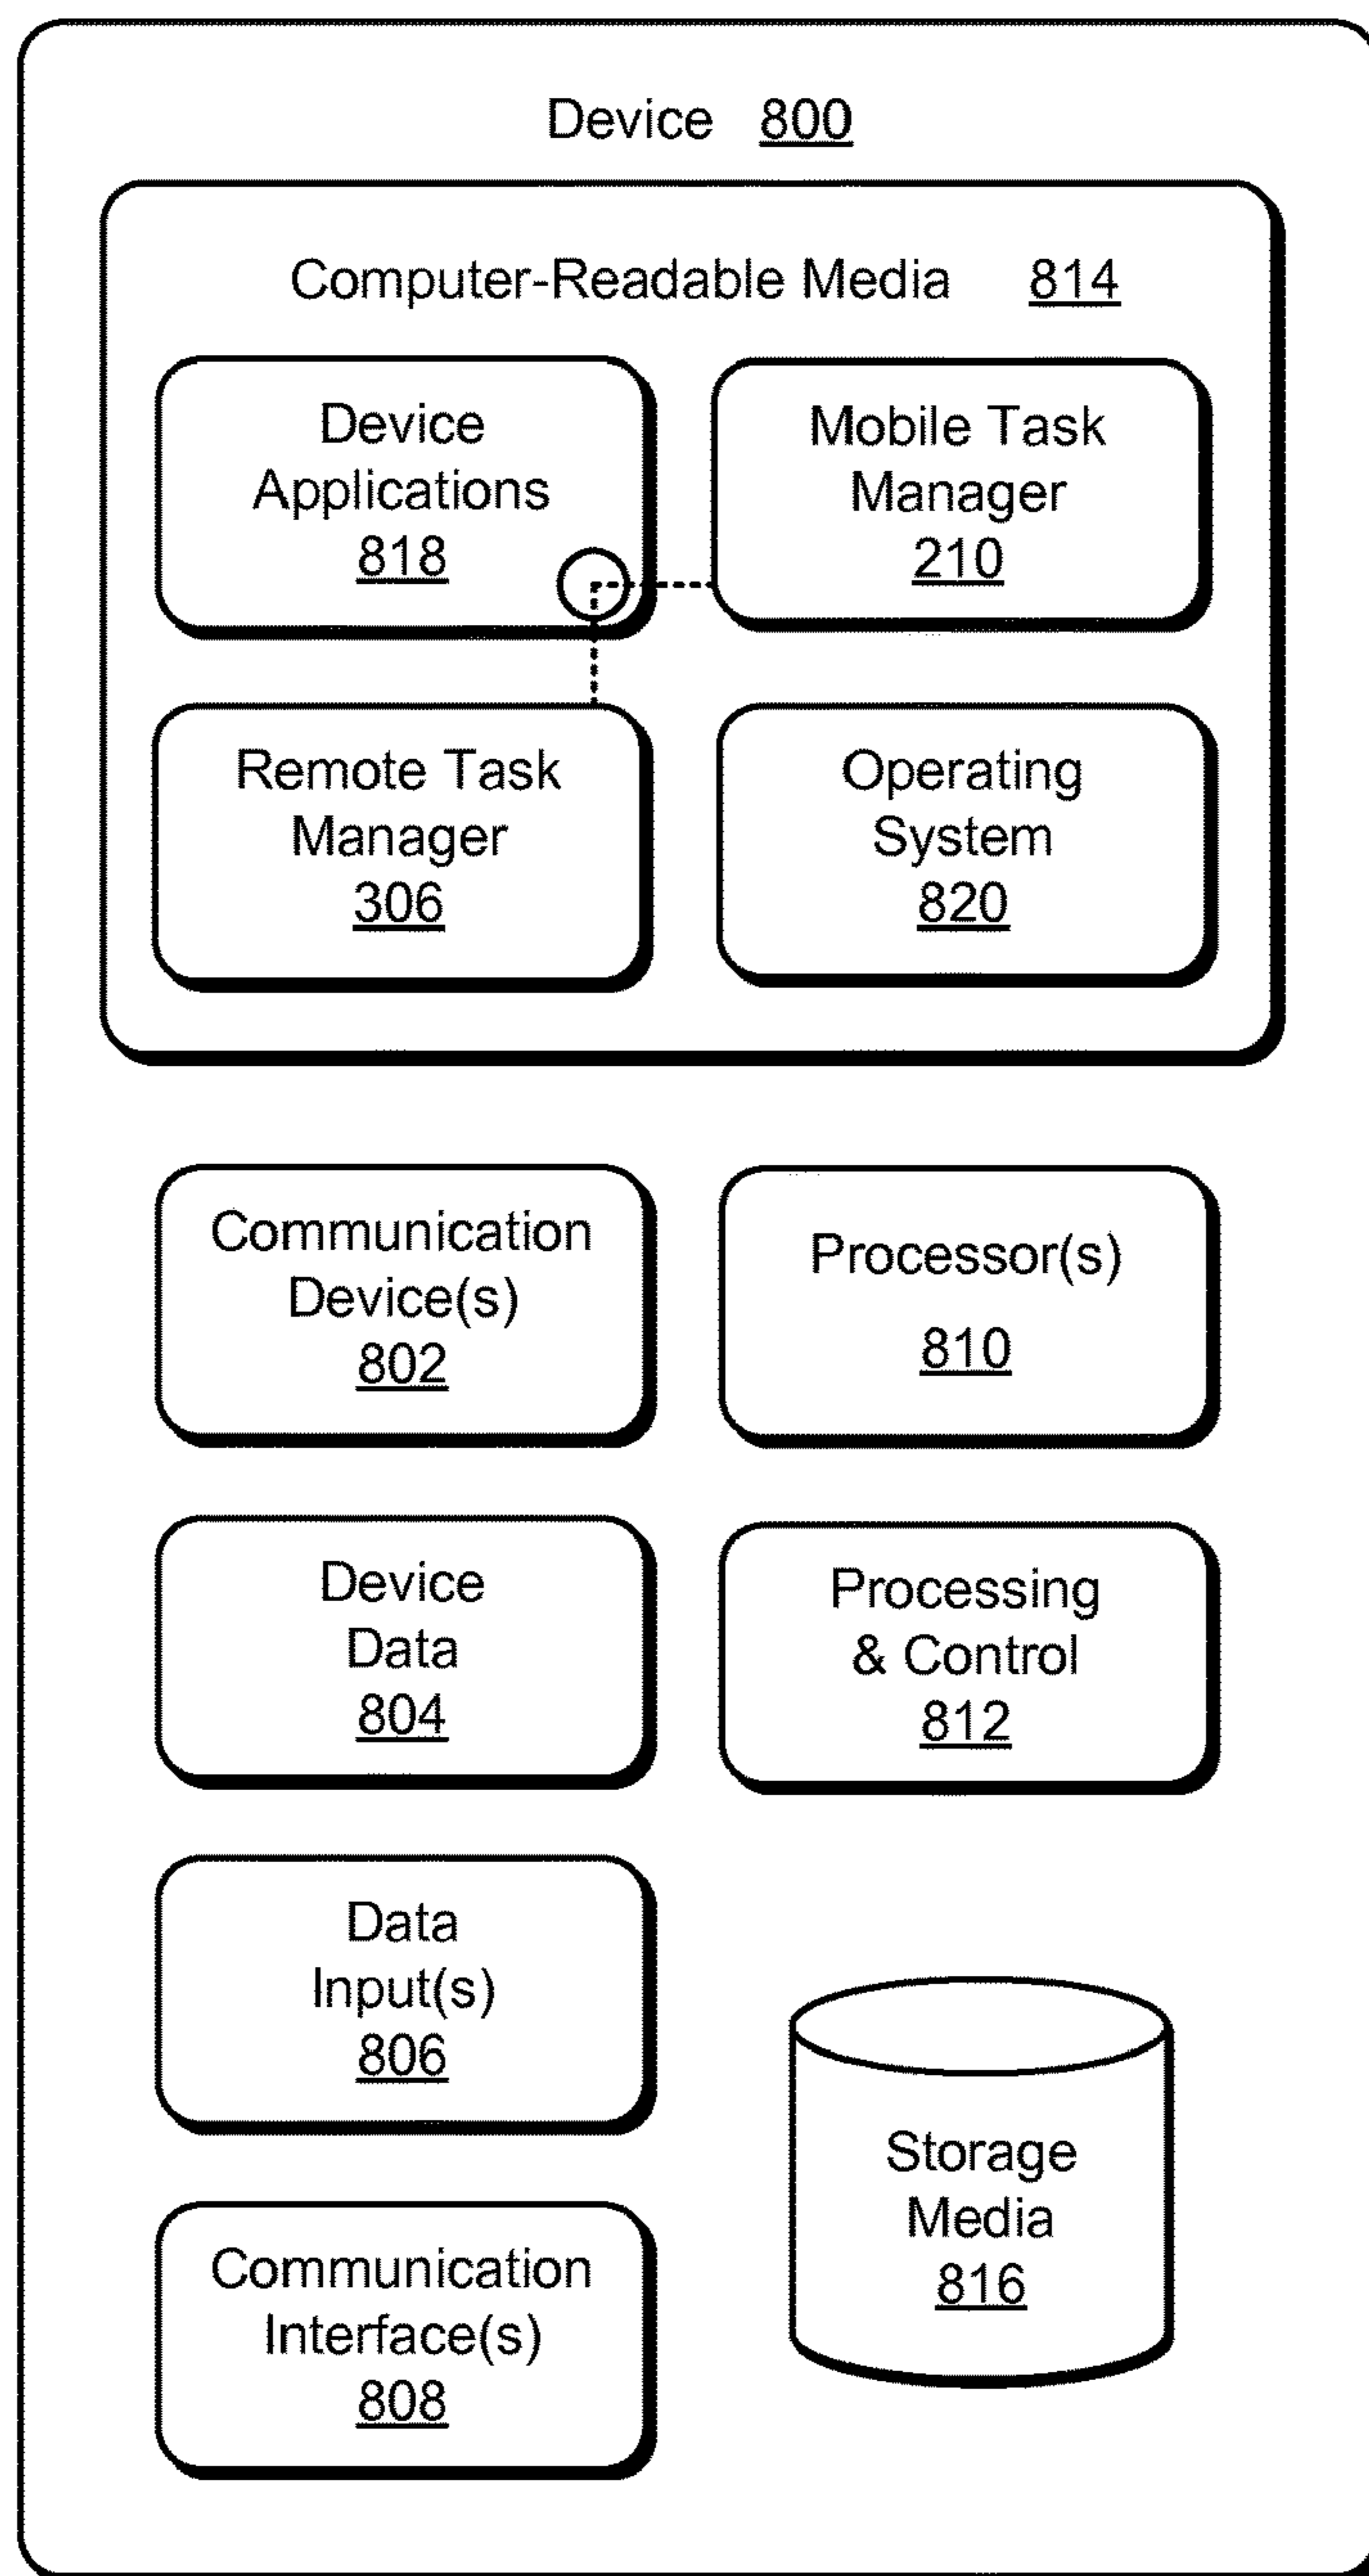 Device 800
Computer-Readable Media 814
Device
Applications
818
Mobile Task
Manager
210
Remote Task
Manager
306
Operating
System
820
Communication
Device(s)
802
Processor(s)
810
Device
Data
804
Processing
& Control
812
Data
Input(s)
806
Storage
Media
816
Communication
Interface(s)
808